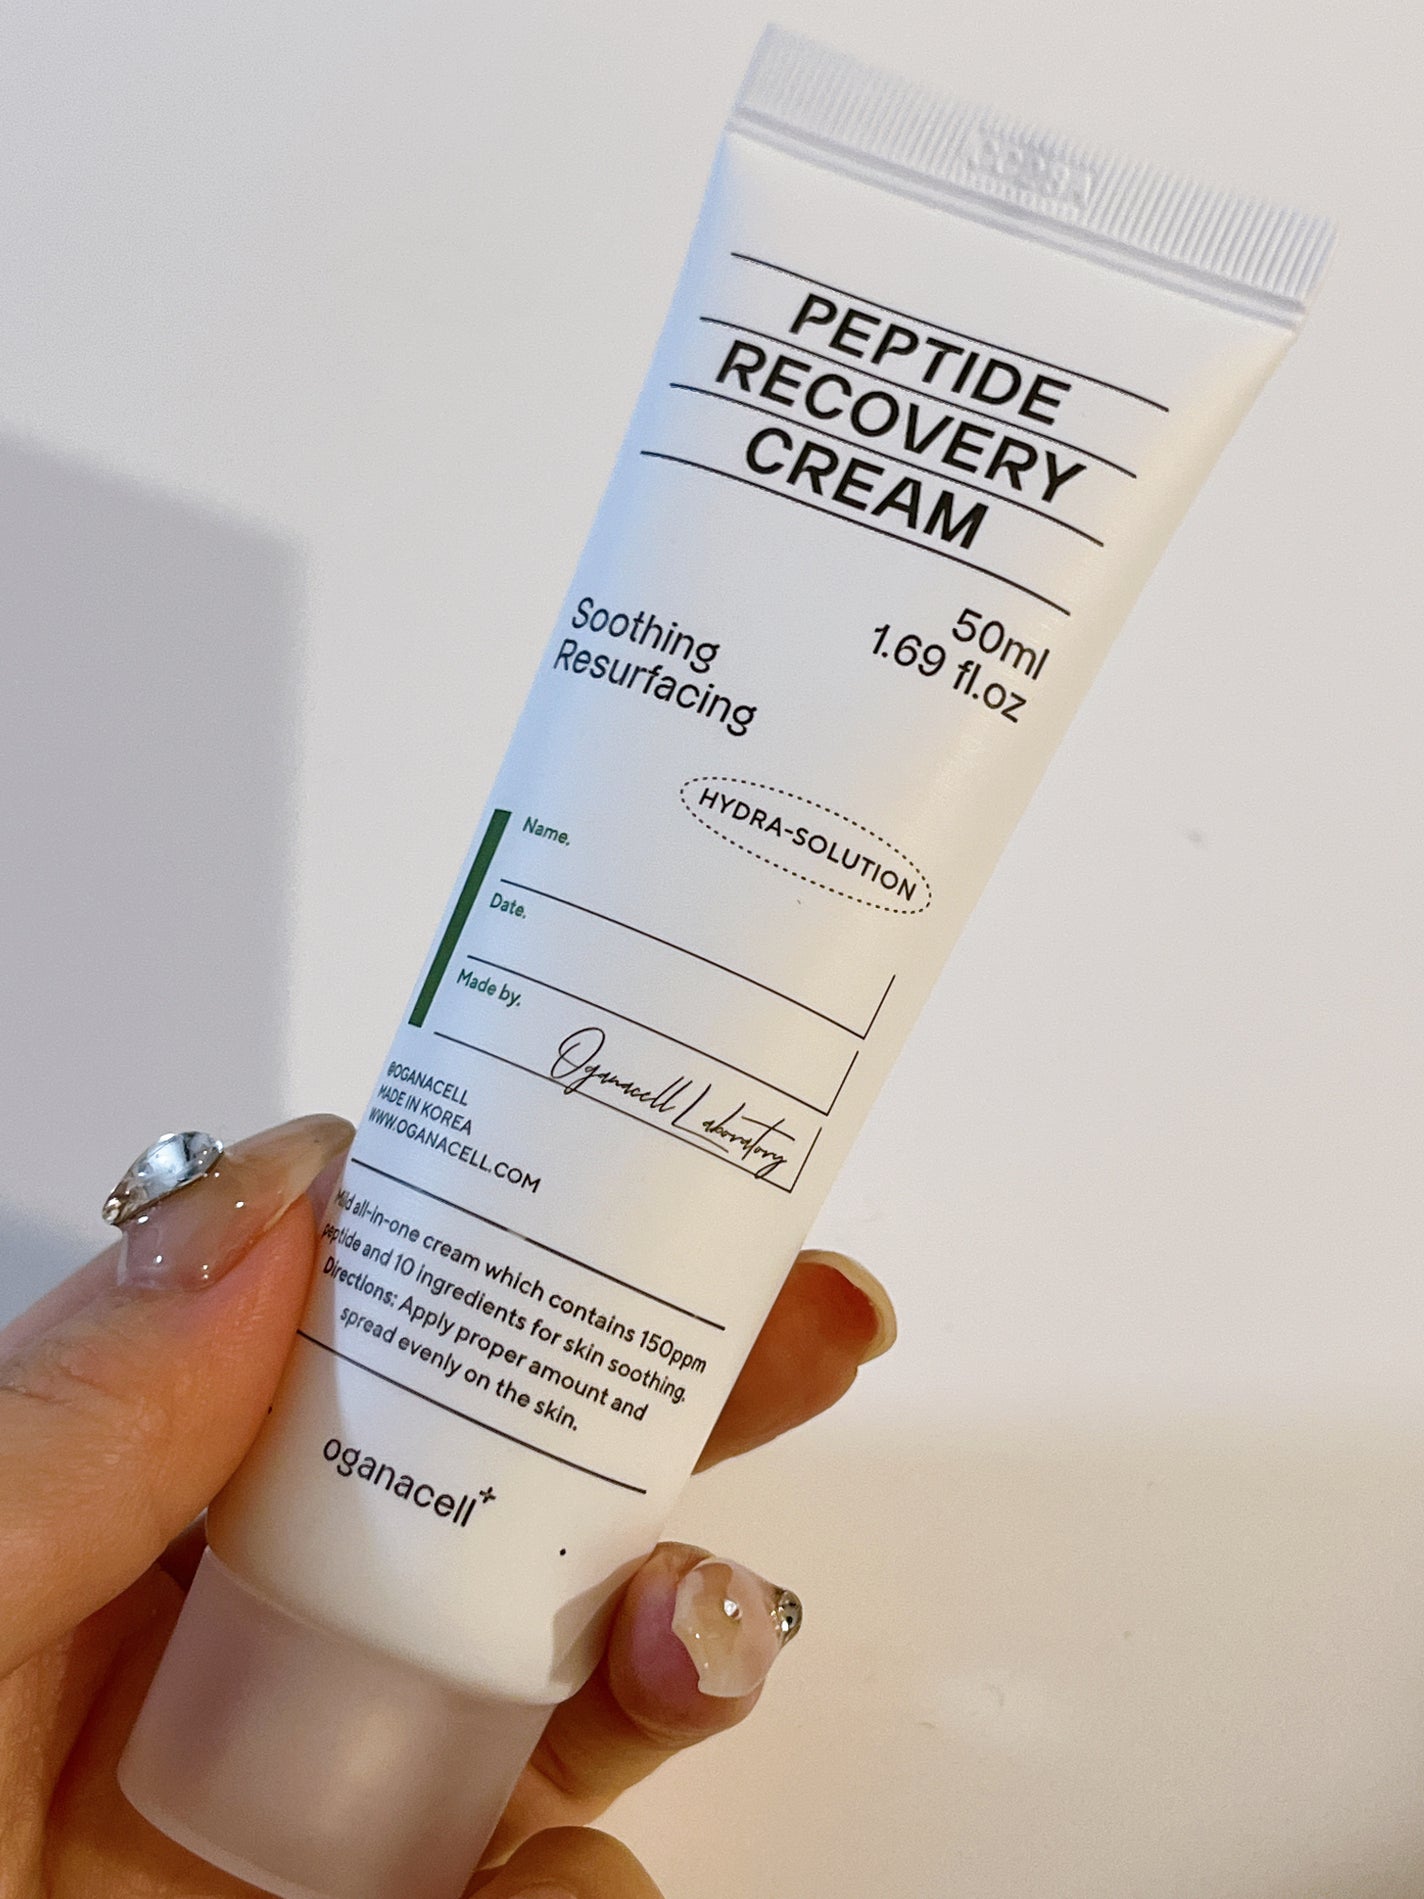 PEPTIDE
RECOVERY
CREAM
Soothing
Resurfacing
50ml
1.69 fl.oz
HYDRA-SOLUTION
Name.
Date.
Made by.
Oganacell Laboratory
@OGANACELL
MADE IN KOREA
WWW.OGANACELL.COM
Mild all-in-one cream which contains 150ppm
peptide and 10 ingredients for skin soothing.
Directions: Apply proper amount and
spread evenly on the skin.
oganacell+